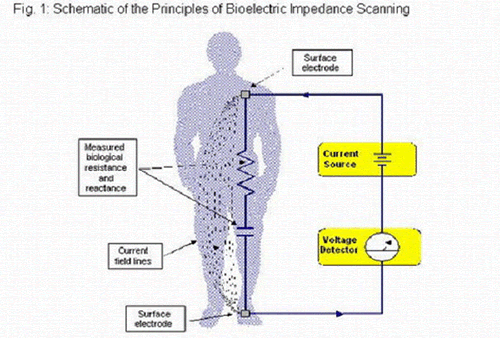 Fig. 1: Schematic of the Principles of Bioelectric Impedance Scanning
Surface
electrode
Measured
biological
resistance
and
reactance
Current
Source
Voltage
Detector
Current
field lines
Surface
electrode